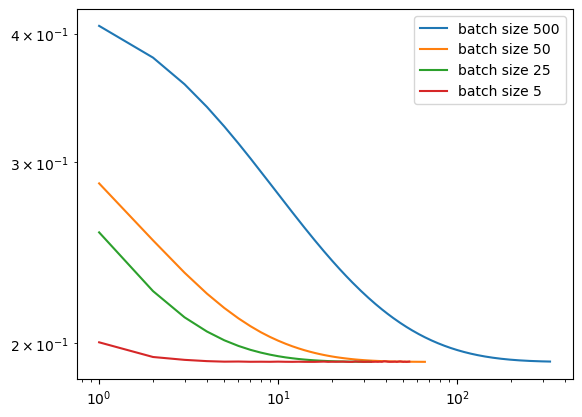 4 × 10⁻¹
3 × 10⁻¹
2 × 10⁻¹
10⁰
10¹
10²
batch size 500
batch size 50
batch size 25
batch size 5